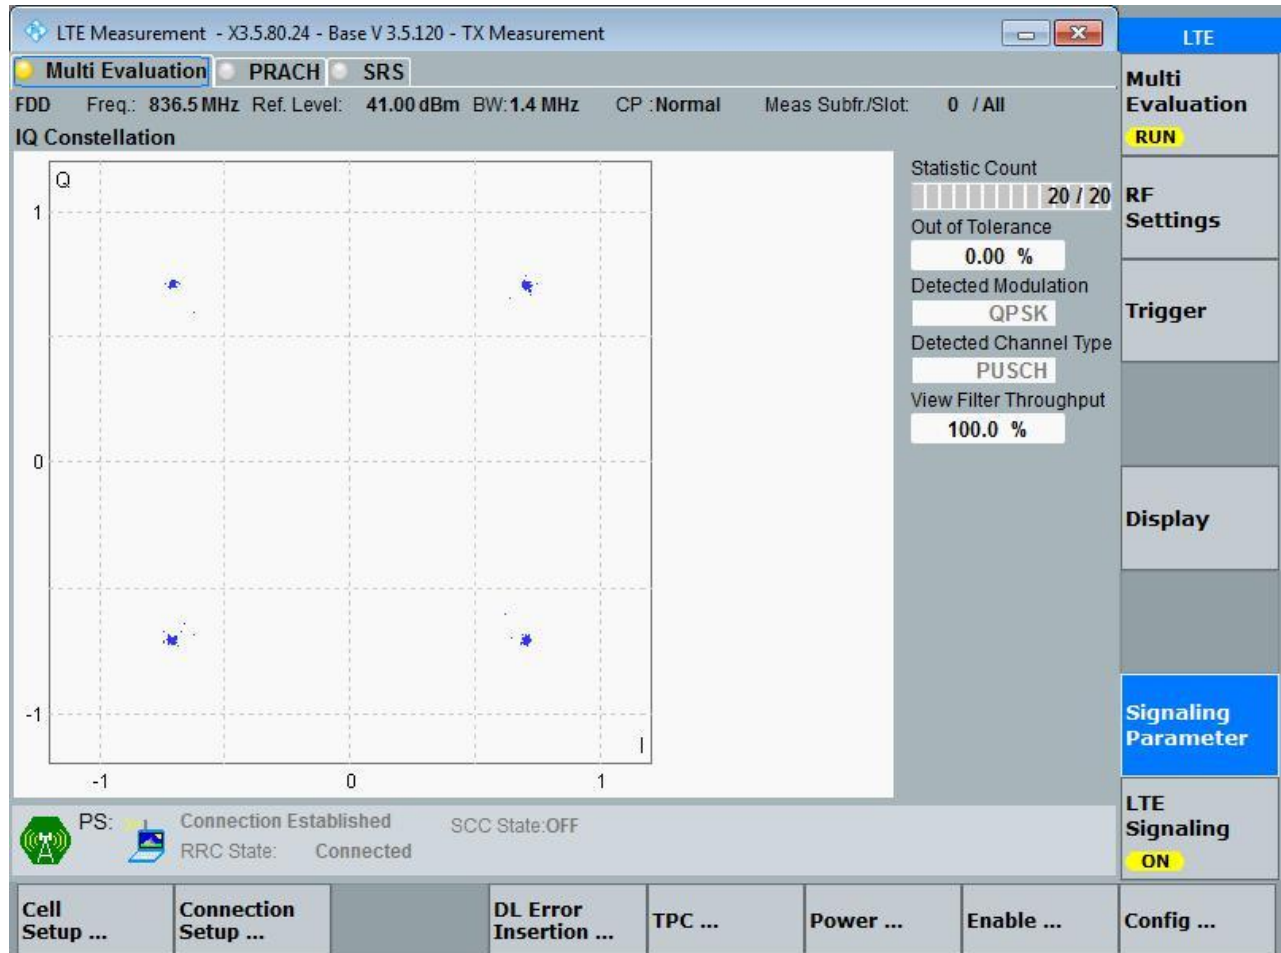 LTE Measurement - X3.5.80.24 - Base V 3.5.120 - TX Measurement
LTE
Multi Evaluation PRACH SRS
FDD Freq.: 836.5 MHz Ref. Level: 41.00 dBm BW: 1.4 MHz CP : Normal Meas Subfr./Slot: 0 / All
IQ Constellation
Q
1
0
-1
I
-1 0 1
Statistic Count
20 / 20
Out of Tolerance
0.00 %
Detected Modulation
QPSK
Detected Channel Type
PUSCH
View Filter Throughput
100.0 %
Multi
Evaluation
RUN
RF
Settings
Trigger
Display
Signaling
Parameter
LTE
Signaling
ON
PS: Connection Established SCC State:OFF
RRC State: Connected
Cell
Setup ...
Connection
Setup ...
DL Error
Insertion ...
TPC ...
Power ...
Enable ...
Config ...